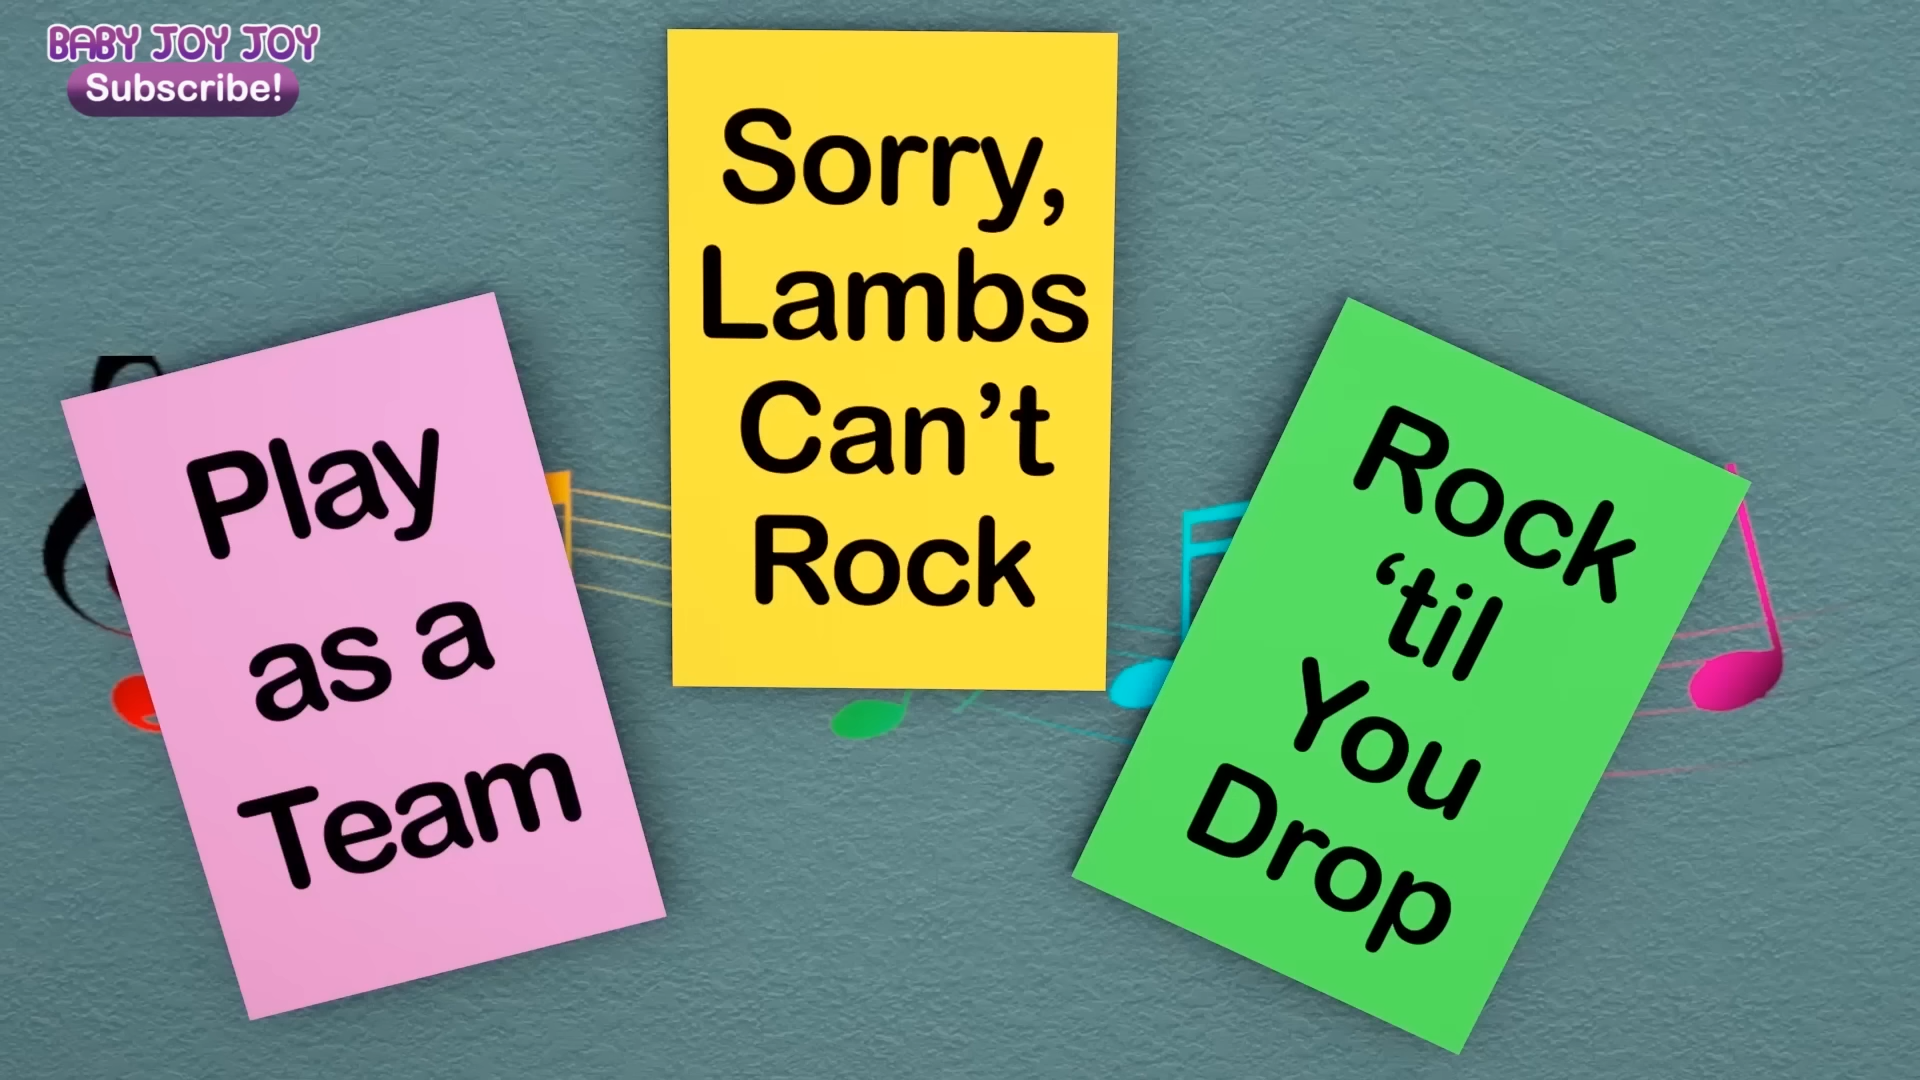 BABY JOY JOY
Subscribe!
Play
as a
Team
Sorry,
Lambs
Can’t
Rock
Rock
‘til
You
Drop